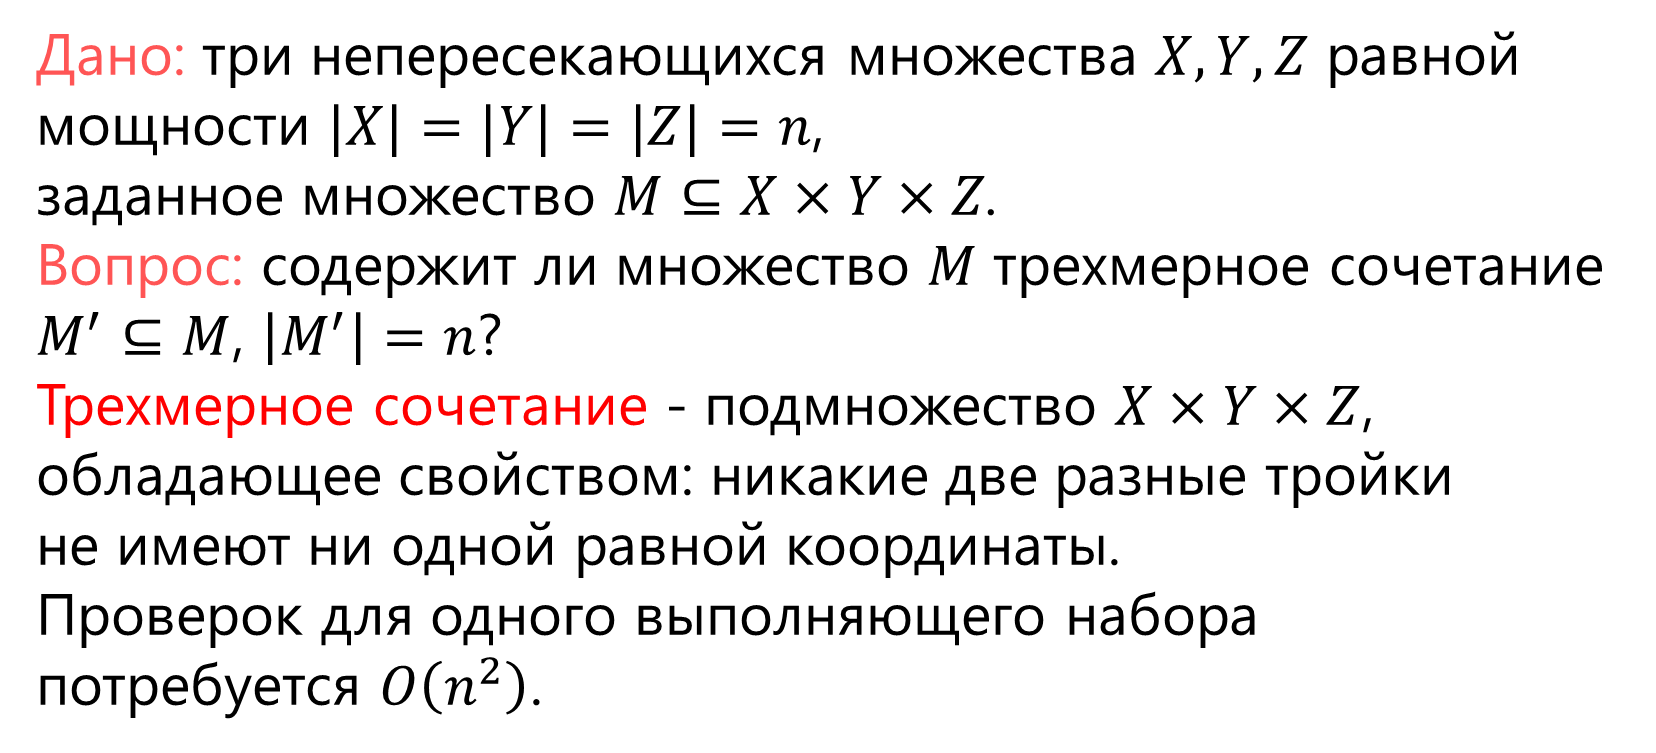 Дано: три непересекающихся множества X, Y, Z равной
мощности |X| = |Y| = |Z| = n,
заданное множество M ⊆ X × Y × Z.
Вопрос: содержит ли множество M трехмерное сочетание
M′ ⊆ M, |M′| = n?
Трехмерное сочетание - подмножество X × Y × Z,
обладающее свойством: никакие две разные тройки
не имеют ни одной равной координаты.
Проверок для одного выполняющего набора
потребуется O(n²).